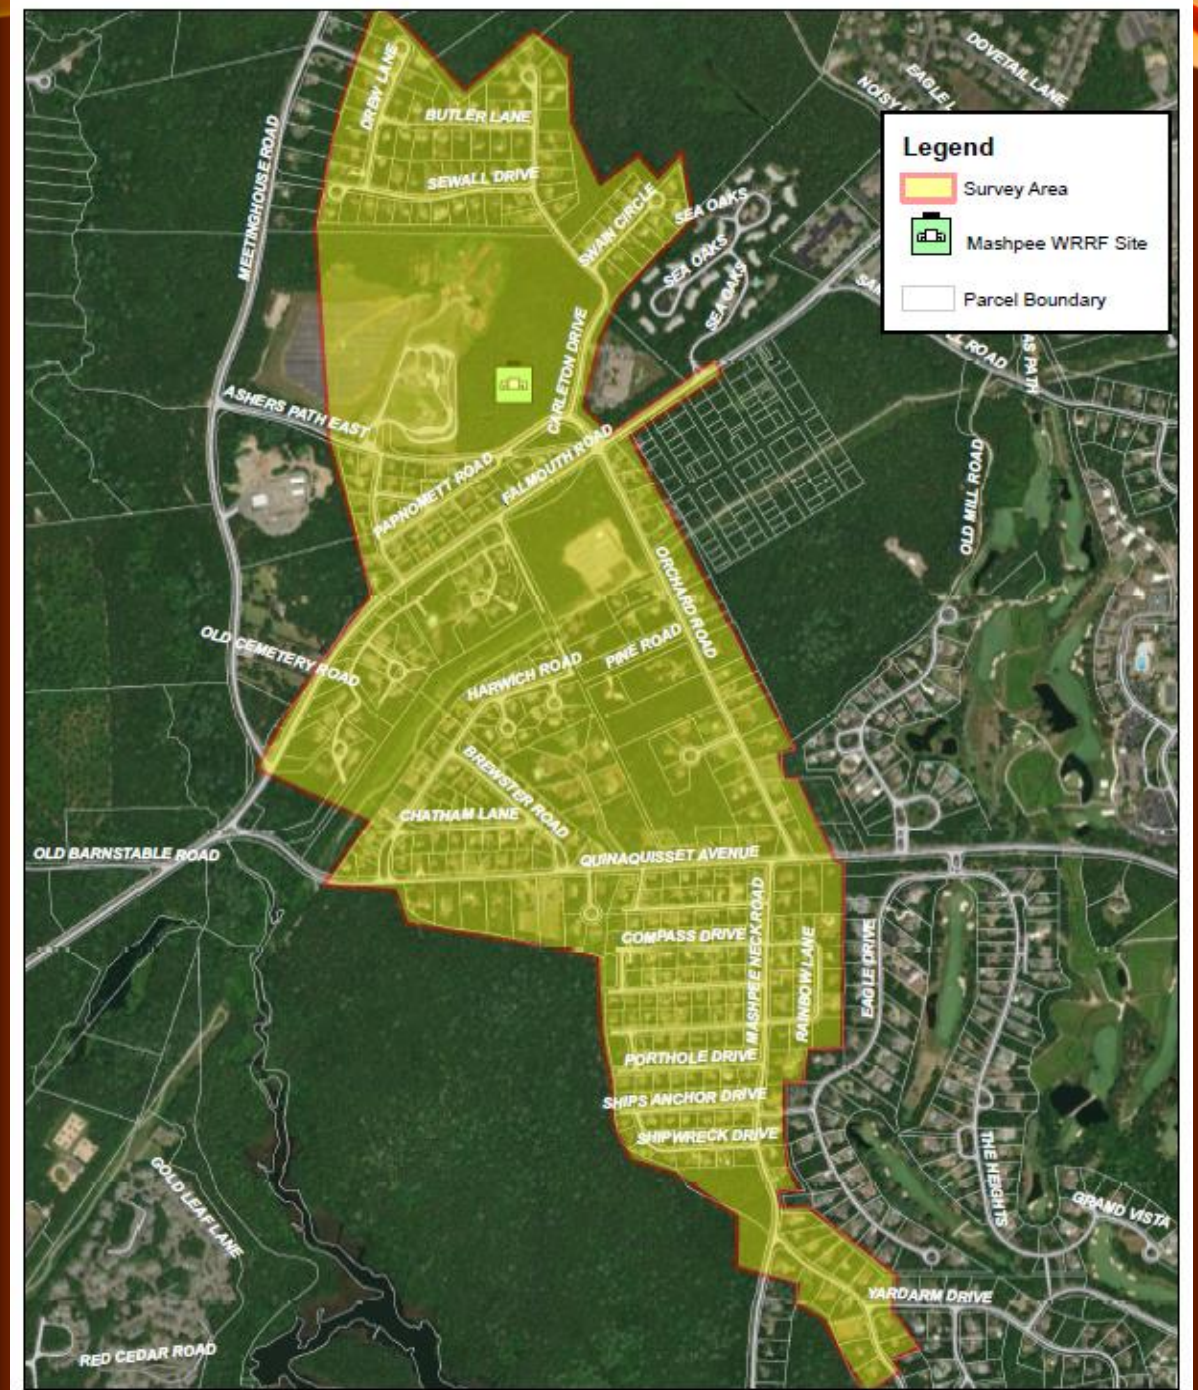 DOVETAIL LANE
EAGLE L
NOISY
DREW LANE
BUTLER LANE
MEETINGHOUSE ROAD
SEWALL DRIVE
SWAIN CIRCLE
SEA OAKS
SEA OAKS
SEA OAKS
Legend
Survey Area
Mashpee WRRF Site
Parcel Boundary
L ROAD
AS PATH
CARLETON DRIVE
ASHERS PATH EAST
PAPNOMETT ROAD
FALMOUTH ROAD
OLD MILL ROAD
ORCHARD ROAD
OLD CEMETERY ROAD
HARWICH ROAD
PINE ROAD
BREWSTER ROAD
CHATHAM LANE
OLD BARNSTABLE ROAD
QUINAQUISSET AVENUE
COMPASS DRIVE
MASHPEE NECK ROAD
RAINBOW LANE
EAGLE DRIVE
PORTHOLE DRIVE
SHIPS ANCHOR DRIVE
SHIPWRECK DRIVE
THE HEIGHTS
GOLD LEAF LANE
GRAND VISTA
YARDARM DRIVE
RED CEDAR ROAD